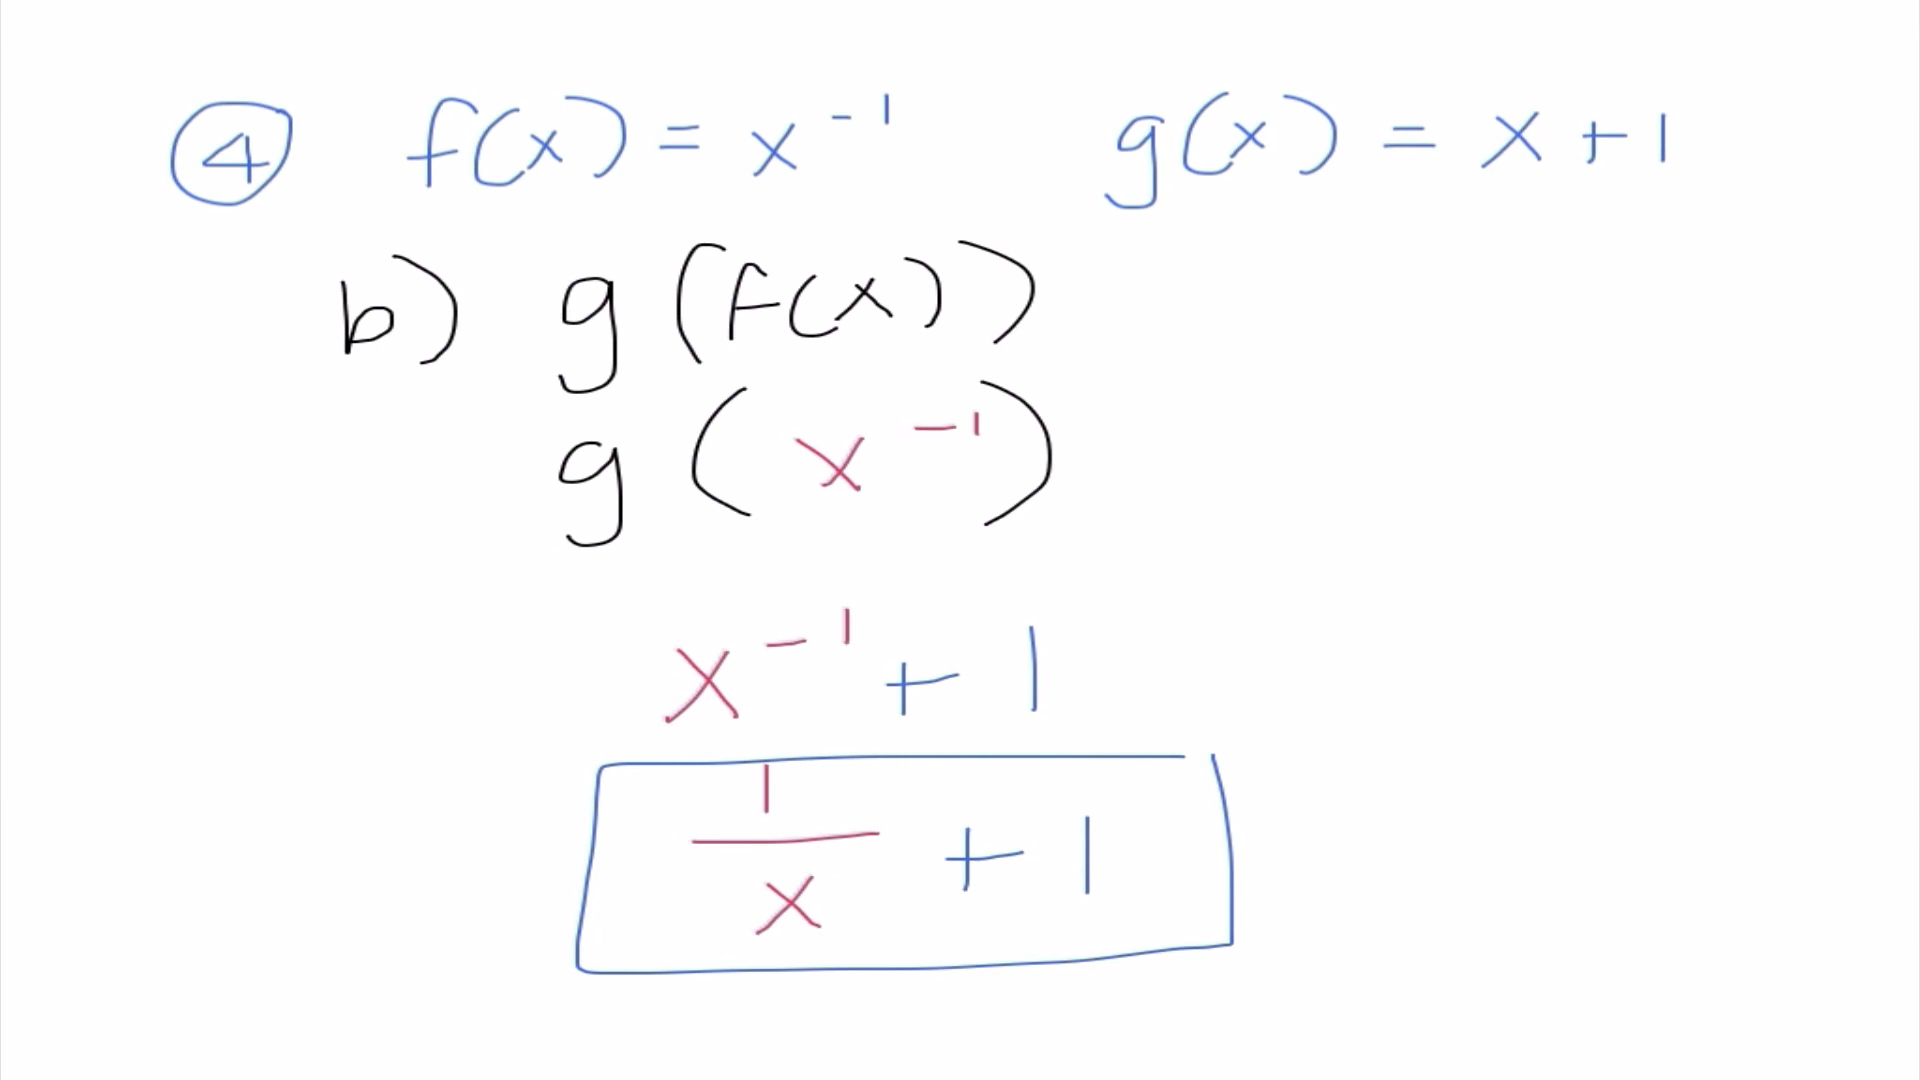 ④ f(x) = x⁻¹ g(x) = x + 1
b) g(f(x))
g(x⁻¹)
x⁻¹ + 1
1/x + 1